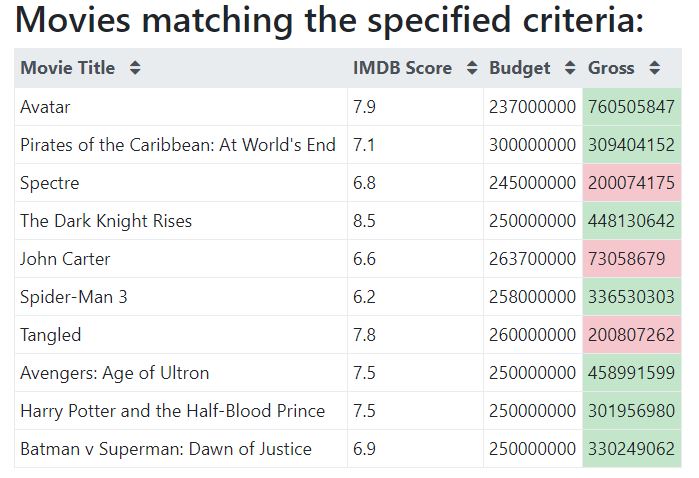 Movies matching the specified criteria:
Movie Title IMDB Score Budget Gross
Avatar 7.9 237000000 760505847
Pirates of the Caribbean: At World's End 7.1 300000000 309404152
Spectre 6.8 245000000 200074175
The Dark Knight Rises 8.5 250000000 448130642
John Carter 6.6 263700000 73058679
Spider-Man 3 6.2 258000000 336530303
Tangled 7.8 260000000 200807262
Avengers: Age of Ultron 7.5 250000000 458991599
Harry Potter and the Half-Blood Prince 7.5 250000000 301956980
Batman v Superman: Dawn of Justice 6.9 250000000 330249062